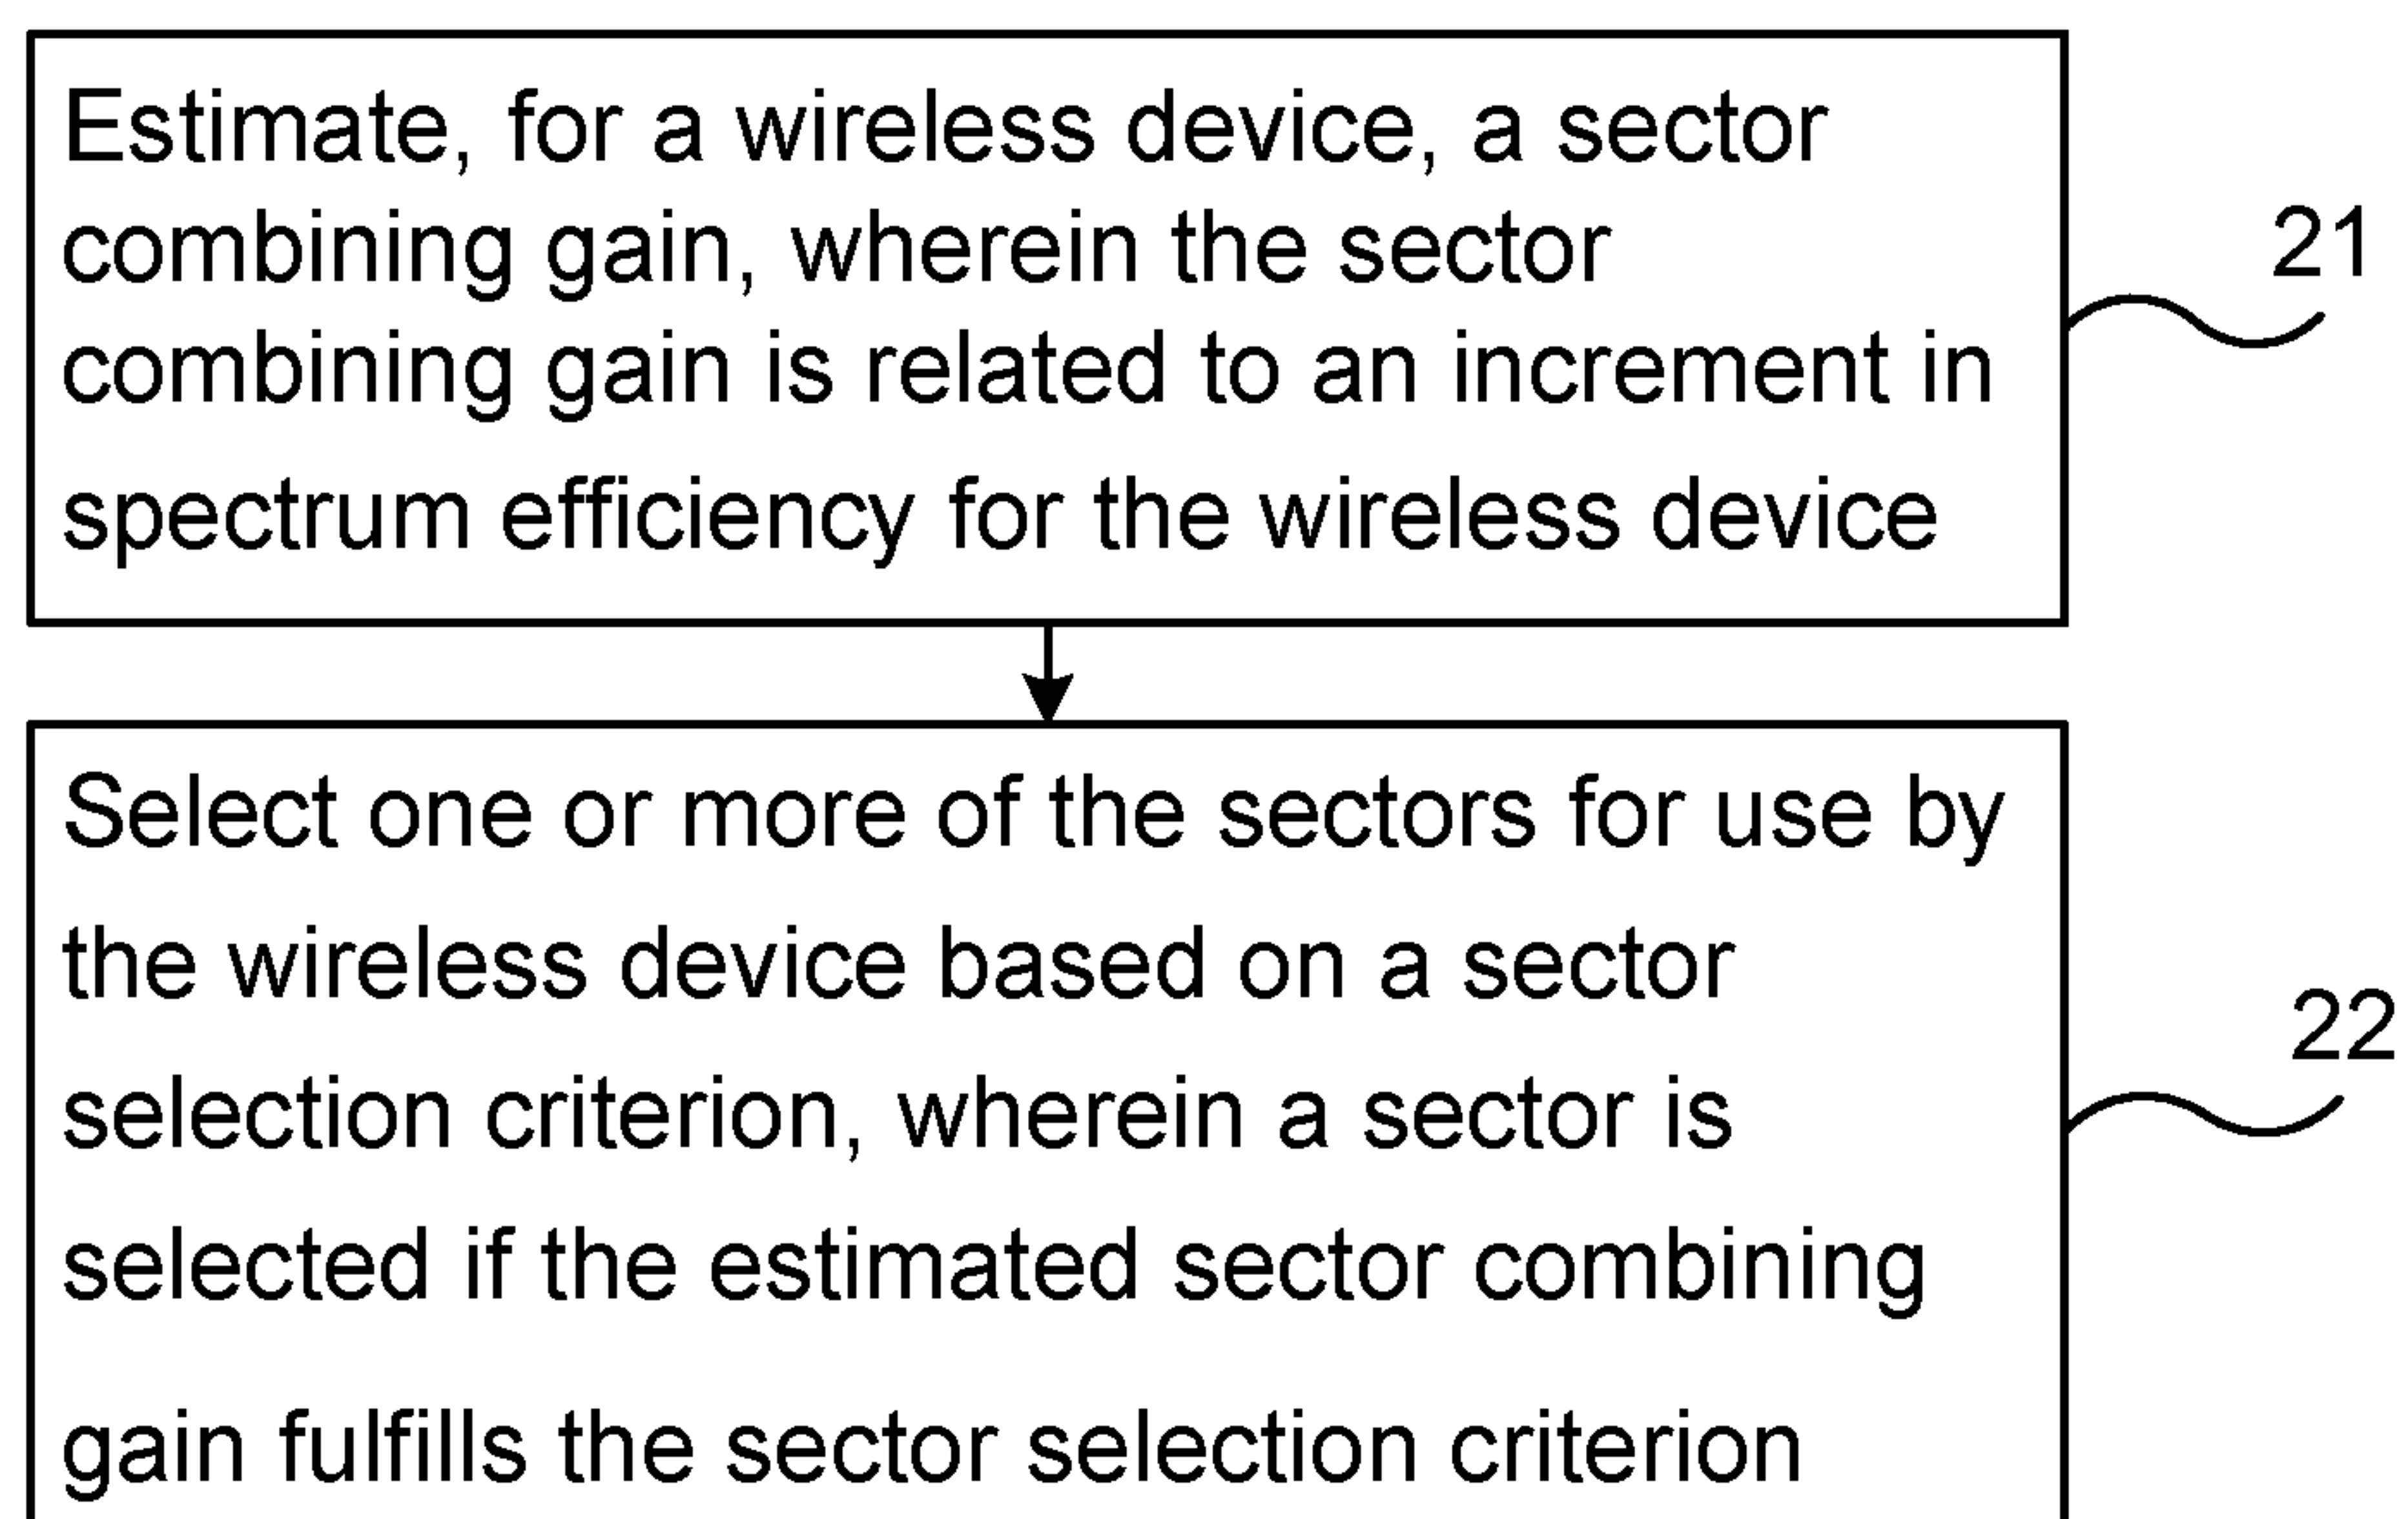 Estimate, for a wireless device, a sector
combining gain, wherein the sector
combining gain is related to an increment in
spectrum efficiency for the wireless device
21
Select one or more of the sectors for use by
the wireless device based on a sector
selection criterion, wherein a sector is
selected if the estimated sector combining
gain fulfills the sector selection criterion
22